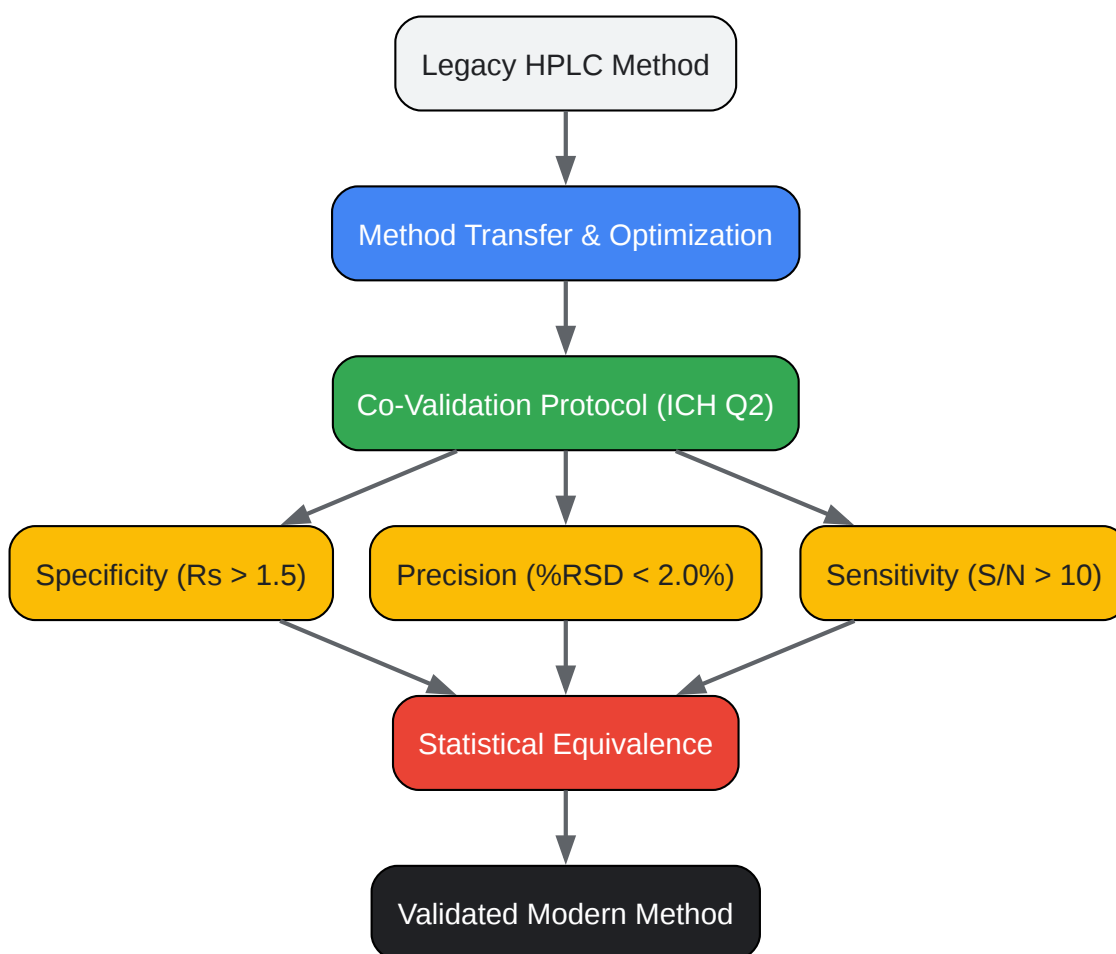 Legacy HPLC Method
Method Transfer & Optimization
Co-Validation Protocol (ICH Q2)
Specificity (Rs > 1.5)
Precision (%RSD < 2.0%)
Sensitivity (S/N > 10)
Statistical Equivalence
Validated Modern Method